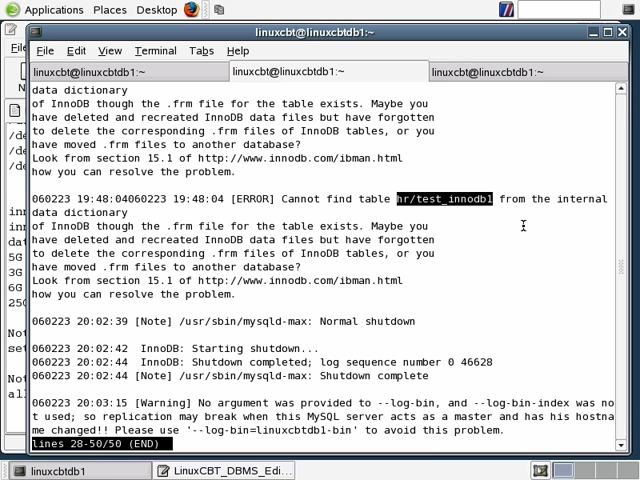 Applications Places Desktop
linuxcbt@linuxcbtdb1:~
File Edit View Terminal Tabs Help
linuxcbt@linuxcbtdb1:~ linuxcbt@linuxcbtdb1:~ linuxcbt@linuxcbtdb1:~
data dictionary
of InnoDB though the .frm file for the table exists. Maybe you
have deleted and recreated InnoDB data files but have forgotten
to delete the corresponding .frm files of InnoDB tables, or you
have moved .frm files to another database?
Look from section 15.1 of http://www.innodb.com/ibman.html
how you can resolve the problem.
060223 19:48:04060223 19:48:04 [ERROR] Cannot find table hr/test_innodb1 from the internal
data dictionary
of InnoDB though the .frm file for the table exists. Maybe you
have deleted and recreated InnoDB data files but have forgotten
to delete the corresponding .frm files of InnoDB tables, or you
have moved .frm files to another database?
Look from section 15.1 of http://www.innodb.com/ibman.html
how you can resolve the problem.
060223 20:02:39 [Note] /usr/sbin/mysqld-max: Normal shutdown
060223 20:02:42 InnoDB: Starting shutdown...
060223 20:02:44 InnoDB: Shutdown completed; log sequence number 0 46628
060223 20:02:44 [Note] /usr/sbin/mysqld-max: Shutdown complete
060223 20:03:15 [Warning] No argument was provided to --log-bin, and --log-bin-index was no
t used; so replication may break when this MySQL server acts as a master and has his hostna
me changed!! Please use '--log-bin=linuxcbtdb1-bin' to avoid this problem.
lines 28-50/50 (END)
linuxcbtdb1 LinuxCBT_DBMS_Edi...